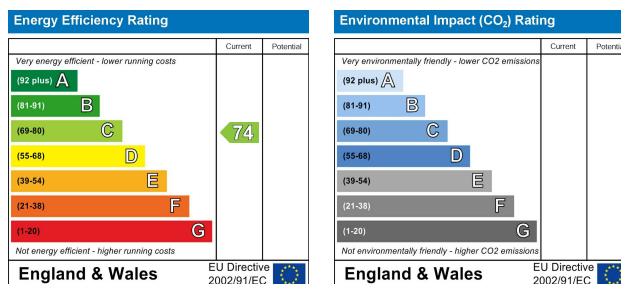 Energy Efficiency Rating
Current Potential
Very energy efficient - lower running costs
(92 plus) A
(81-91) B
(69-80) C 74
(55-68) D
(39-54) E
(21-38) F
(1-20) G
Not energy efficient - higher running costs
England & Wales
EU Directive
2002/91/EC
Environmental Impact (CO2) Rating
Current Potential
Very environmentally friendly - lower CO2 emissions
(92 plus) A
(81-91) B
(69-80) C
(55-68) D
(39-54) E
(21-38) F
(1-20) G
Not environmentally friendly - higher CO2 emissions
England & Wales
EU Directive
2002/91/EC